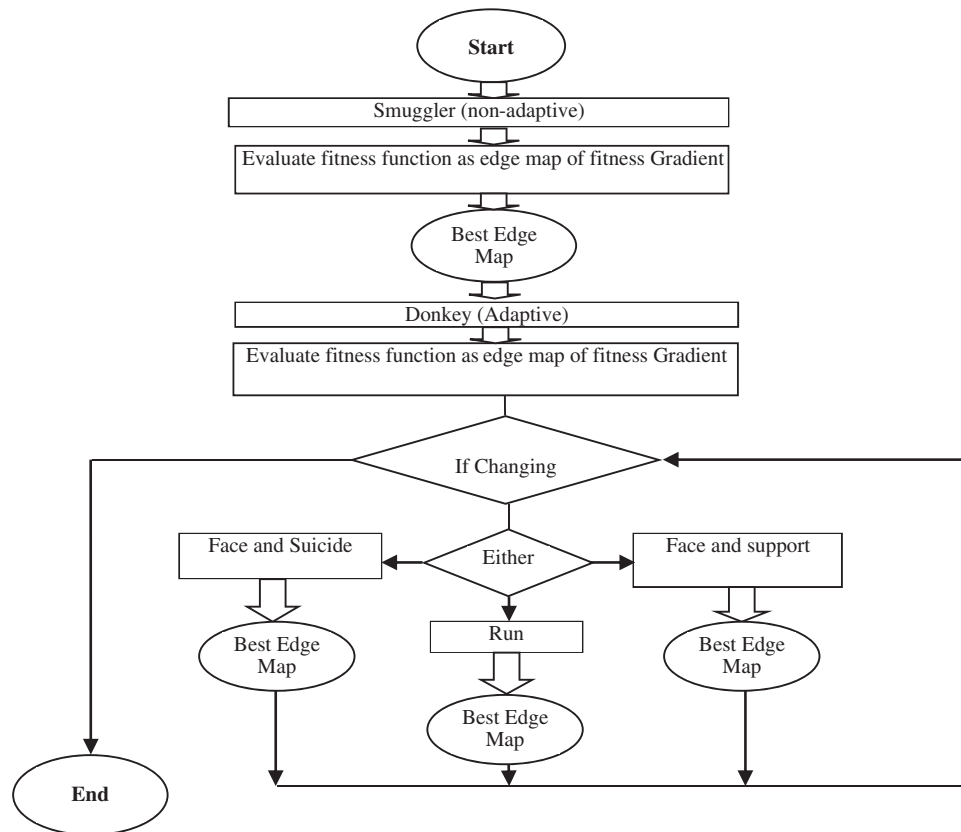 Start
Smuggler (non-adaptive)
Evaluate fitness function as edge map of fitness Gradient
Best Edge
Map
Donkey (Adaptive)
Evaluate fitness function as edge map of fitness Gradient
If Changing
Face and Suicide
Either
Face and support
Best Edge
Map
Run
Best Edge
Map
Best Edge
Map
End